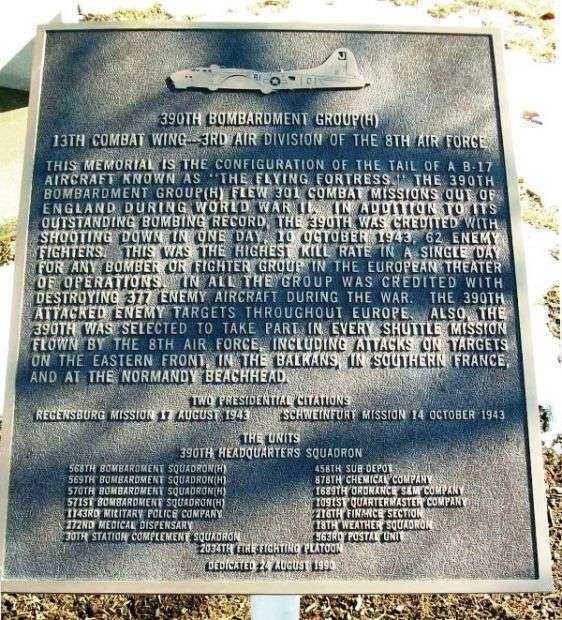 390TH BOMBARDMENT GROUP(H)
13TH COMBAT WING--3RD AIR DIVISION OF THE 8TH AIR FORCE
THIS MEMORIAL IS THE CONFIGURATION OF THE TAIL OF A B-17
AIRCRAFT KNOWN AS "THE FLYING FORTRESS." THE 390TH
BOMBARDMENT GROUP(H) FLEW 301 COMBAT MISSIONS OUT OF
ENGLAND DURING WORLD WAR II. IN ADDITION TO ITS
OUTSTANDING BOMBING RECORD, THE 390TH WAS CREDITED WITH
SHOOTING DOWN IN ONE DAY, 10 OCTOBER 1943, 62 ENEMY
FIGHTERS. THIS WAS THE HIGHEST KILL RATE IN A SINGLE DAY
FOR ANY BOMBER OR FIGHTER GROUP IN THE EUROPEAN THEATER
OF OPERATIONS. IN ALL THE GROUP WAS CREDITED WITH
DESTROYING 377 ENEMY AIRCRAFT DURING THE WAR. THE 390TH
ATTACKED ENEMY TARGETS THROUGHOUT EUROPE. ALSO, THE
390TH WAS SELECTED TO TAKE PART IN EVERY SHUTTLE MISSION
FLOWN BY THE 8TH AIR FORCE, INCLUDING ATTACKS ON TARGETS
ON THE EASTERN FRONT, IN THE BALKANS, IN SOUTHERN FRANCE,
AND AT THE NORMANDY BEACHHEAD.
TWO PRESIDENTIAL CITATIONS
REGENSBURG MISSION 17 AUGUST 1943 SCHWEINFURT MISSION 14 OCTOBER 1943
THE UNITS
390TH HEADQUARTERS SQUADRON
568TH BOMBARDMENT SQUADRON(H)
569TH BOMBARDMENT SQUADRON(H)
570TH BOMBARDMENT SQUADRON(H)
571ST BOMBARDMENT SQUADRON(H)
1143RD MILITARY POLICE COMPANY
272ND MEDICAL DISPENSARY
30TH STATION COMPLEMENT SQUADRON
458TH SUB-DEPOT
878TH CHEMICAL COMPANY
1689TH ORDNANCE S&M COMPANY
1091ST QUARTERMASTER COMPANY
216TH FINANCE SECTION
18TH WEATHER SQUADRON
963RD POSTAL UNIT
2034TH FIRE-FIGHTING PLATOON
DEDICATED 24 AUGUST 1990